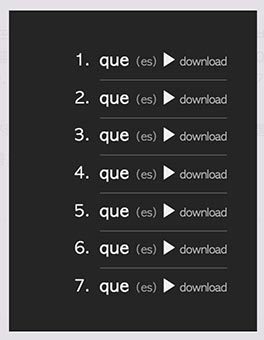 1. que (es) ▶ download
2. que (es) ▶ download
3. que (es) ▶ download
4. que (es) ▶ download
5. que (es) ▶ download
6. que (es) ▶ download
7. que (es) ▶ download